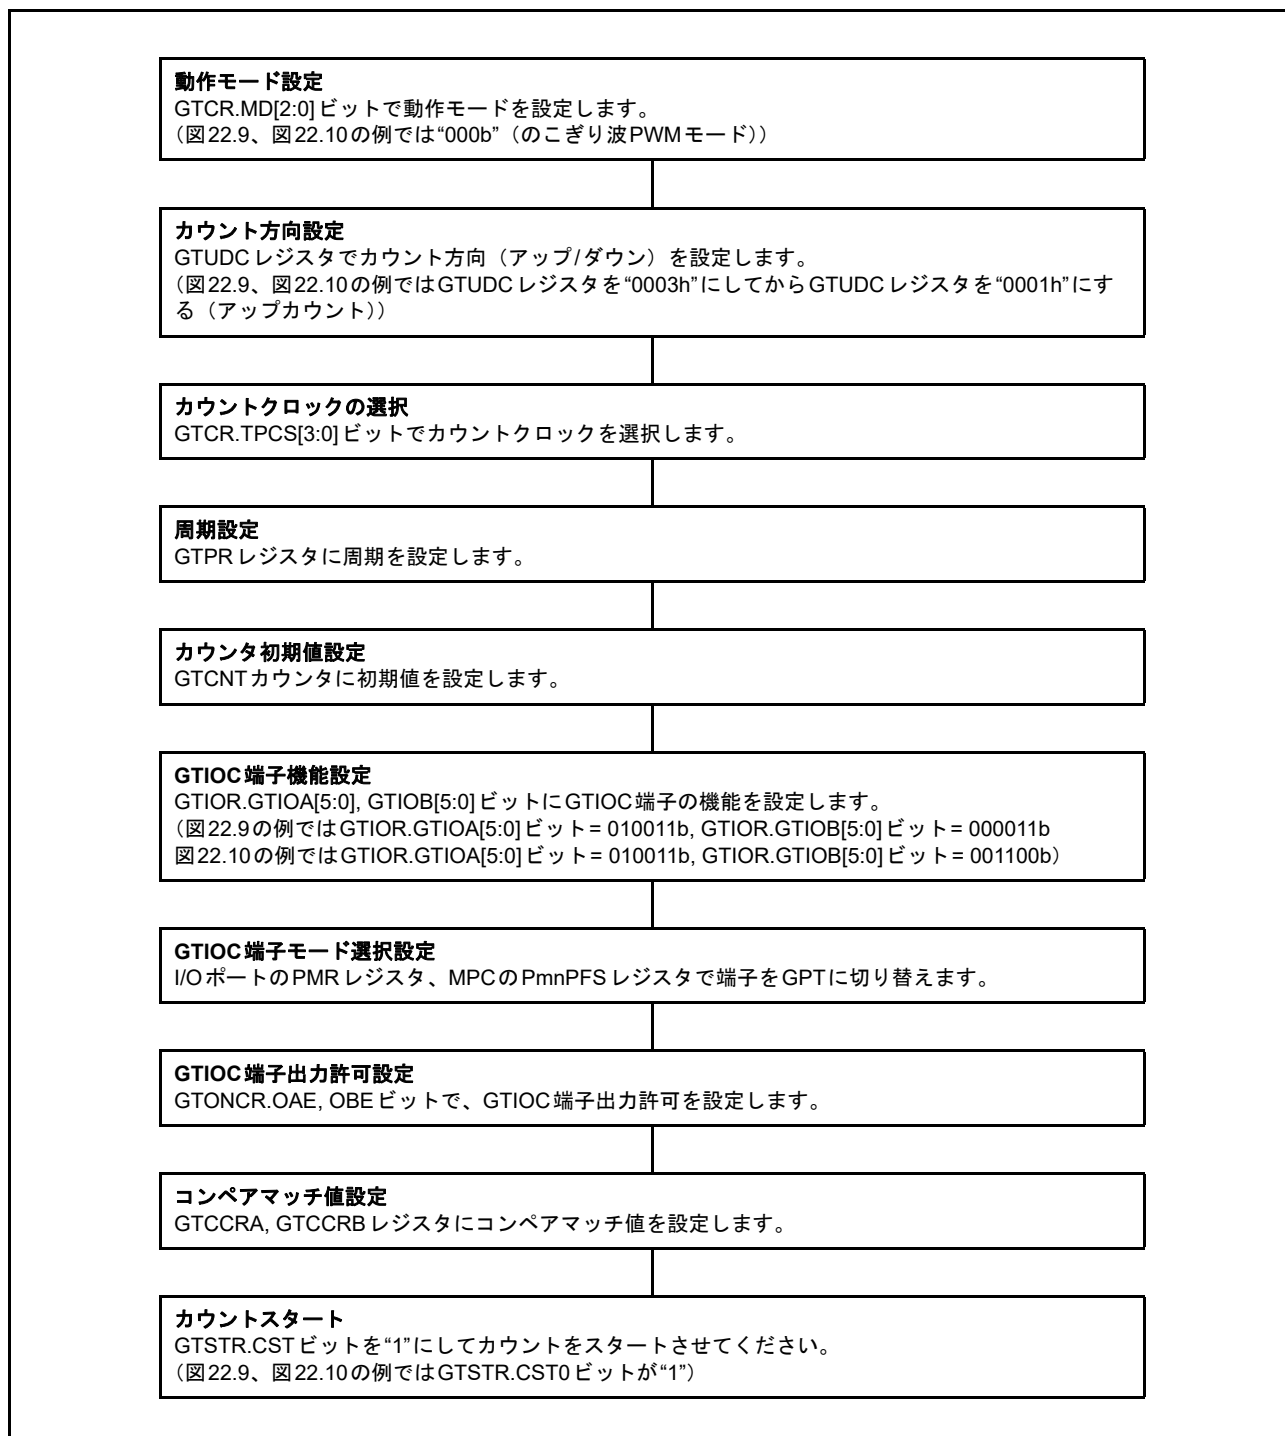 動作モード設定
GTCR.MD[2:0]ビットで動作モードを設定します。
（図22.9、図22.10の例では“000b”（のこぎり波PWMモード））
カウント方向設定
GTUDCレジスタでカウント方向（アップ/ダウン）を設定します。
（図22.9、図22.10の例ではGTUDCレジスタを“0003h”にしてからGTUDCレジスタを“0001h”にす
る（アップカウント））
カウントクロックの選択
GTCR.TPCS[3:0]ビットでカウントクロックを選択します。
周期設定
GTPRレジスタに周期を設定します。
カウンタ初期値設定
GTCNTカウンタに初期値を設定します。
GTIOC端子機能設定
GTIOR.GTIOA[5:0], GTIOB[5:0]ビットにGTIOC端子の機能を設定します。
（図22.9の例ではGTIOR.GTIOA[5:0]ビット= 010011b, GTIOR.GTIOB[5:0]ビット= 000011b
図22.10の例ではGTIOR.GTIOA[5:0]ビット= 010011b, GTIOR.GTIOB[5:0]ビット= 001100b）
GTIOC端子モード選択設定
I/OポートのPMRレジスタ、MPCのPmnPFSレジスタで端子をGPTに切り替えます。
GTIOC端子出力許可設定
GTONCR.OAE, OBEビットで、GTIOC端子出力許可を設定します。
コンペアマッチ値設定
GTCCRA, GTCCRBレジスタにコンペアマッチ値を設定します。
カウントスタート
GTSTR.CSTビットを“1”にしてカウントをスタートさせてください。
（図22.9、図22.10の例ではGTSTR.CST0ビットが“1”）